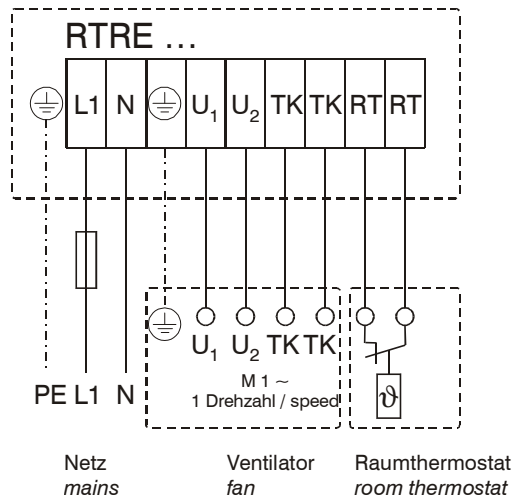 RTRE ...
L1 N U₁ U₂ TK TK RT RT
U₁ U₂ TK TK
M 1 ~
1 Drehzahl / speed
ϑ
PE L1 N
Netz Ventilator Raumthermostat
mains fan room thermostat